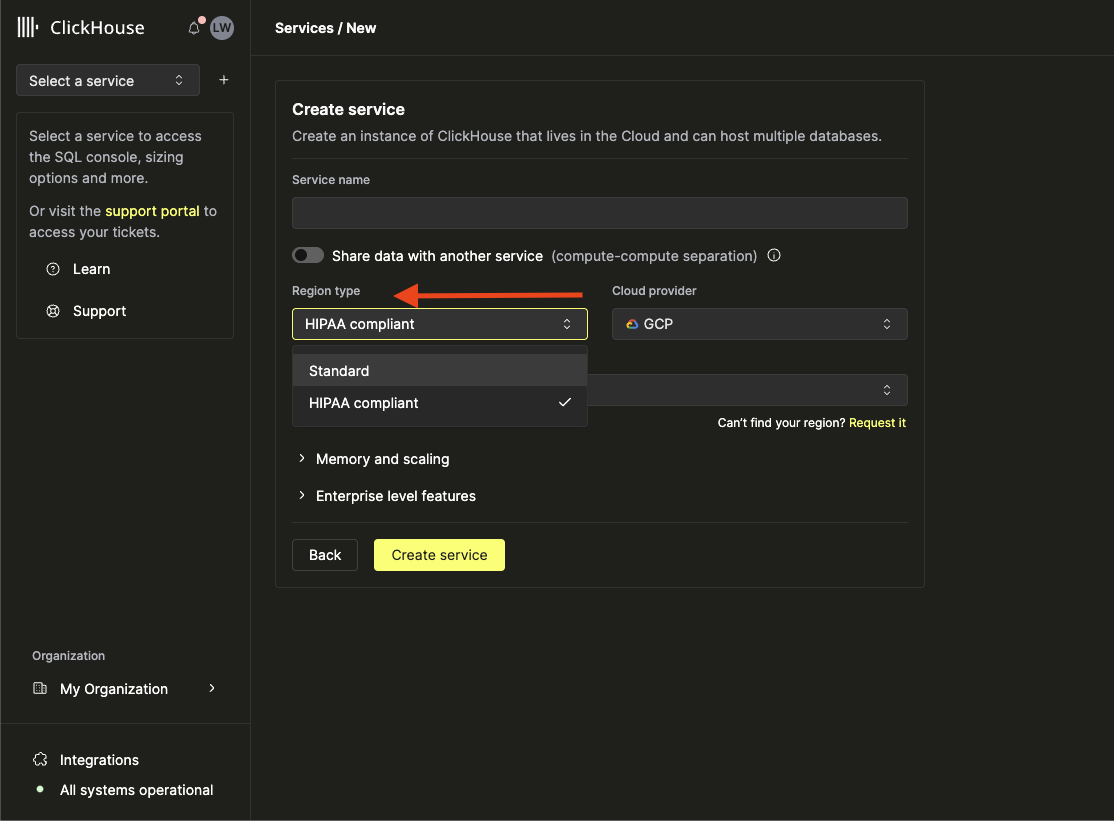 ClickHouse
LW
Services / New
Select a service
+
Select a service to access
the SQL console, sizing
options and more.
Or visit the support portal to
access your tickets.
Learn
Support
Create service
Create an instance of ClickHouse that lives in the Cloud and can host multiple databases.
Service name
Share data with another service (compute-compute separation)
Region type
Cloud provider
HIPAA compliant
GCP
Standard
HIPAA compliant
Can't find your region? Request it
Memory and scaling
Enterprise level features
Back
Create service
Organization
My Organization
Integrations
All systems operational